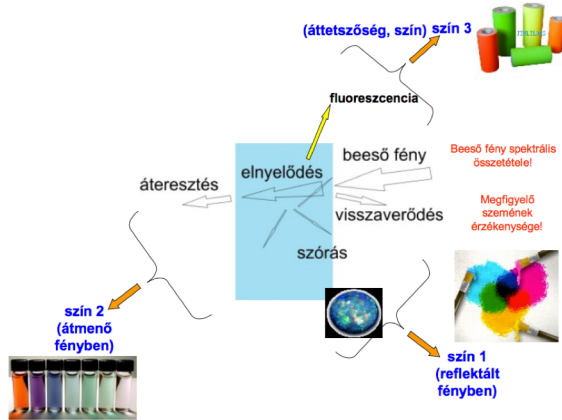 (áttetszőség, szín) szín 3
fluoreszcencia
beeső fény
elnyelődés
áteresztés
visszaverődés
szórás
Beeső fény spektrális
összetétele!
Megfigyelő
szemének
érzékenysége!
szín 2
(átmenő
fényben)
szín 1
(reflektált
fényben)